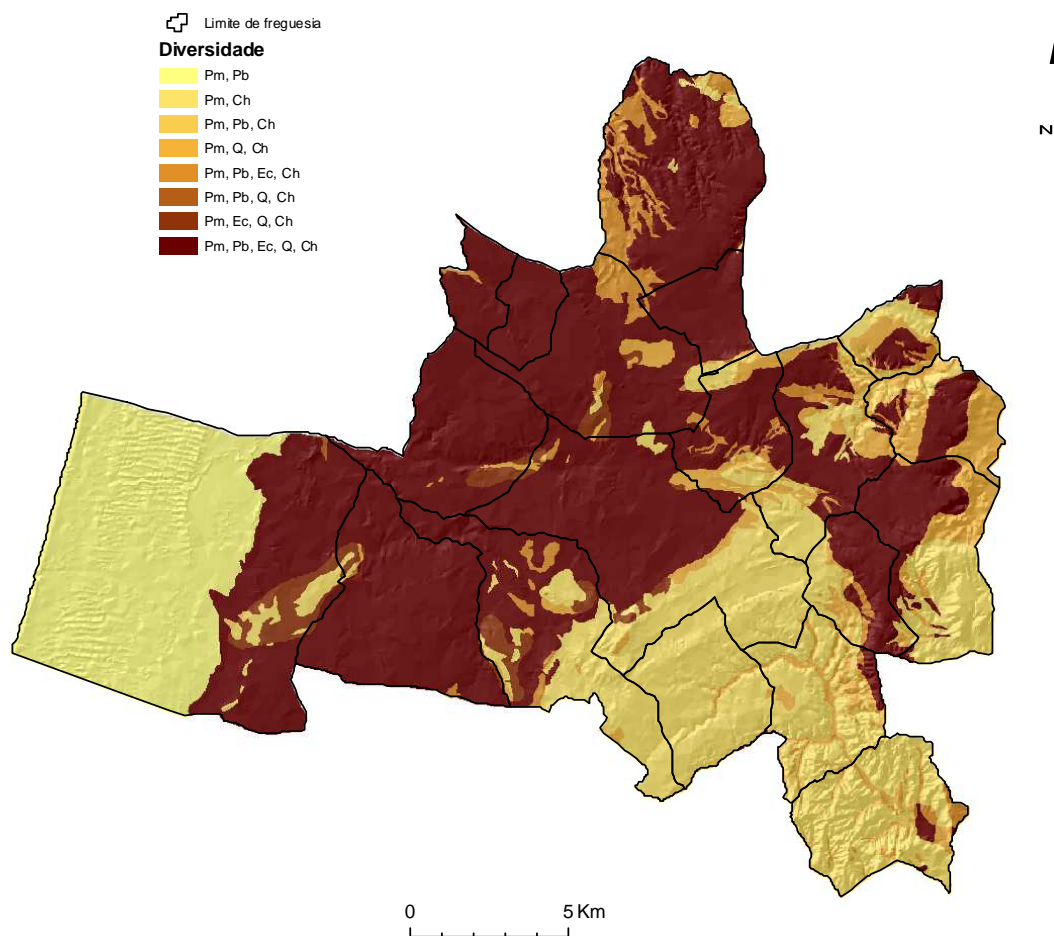 Limite de freguesia
Diversidade
Pm, Pb
Pm, Ch
Pm, Pb, Ch
Pm, Q, Ch
Pm, Pb, Ec, Ch
Pm, Pb, Q, Ch
Pm, Ec, Q, Ch
Pm, Pb, Ec, Q, Ch
N
0 5 Km